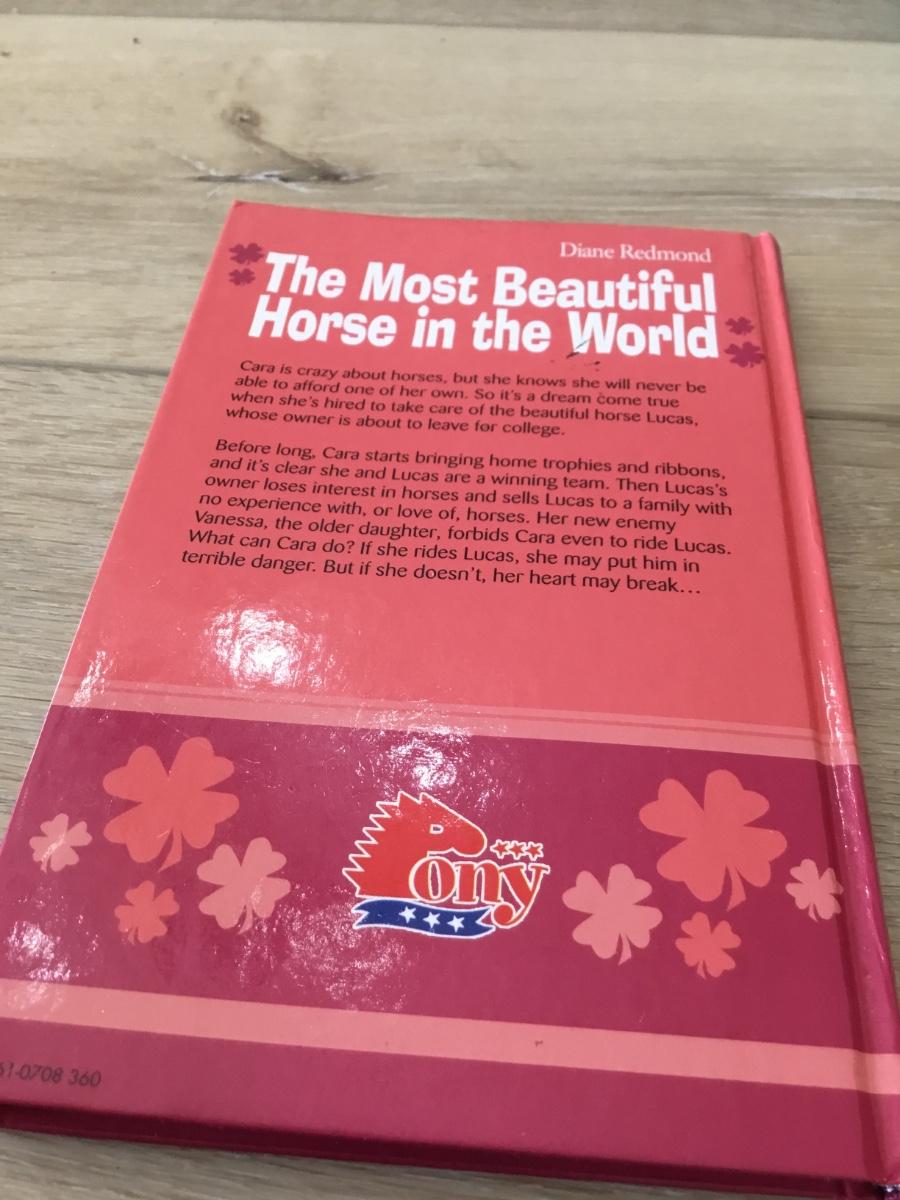 Diane Redmond
The Most Beautiful
Horse in the World
Cara is crazy about horses, but she knows she will never be
able to afford one of her own. So it's a dream come true
when she's hired to take care of the beautiful horse Lucas,
whose owner is about to leave for college.
Before long, Cara starts bringing home trophies and ribbons,
and it's clear she and Lucas are a winning team. Then Lucas's
owner loses interest in horses and sells Lucas to a family with
no experience with, or love of, horses. Her new enemy
Vanessa, the older daughter, forbids Cara even to ride Lucas.
What can Cara do? If she rides Lucas, she may put him in
terrible danger. But if she doesn't, her heart may break...
Pony
61-0708 360